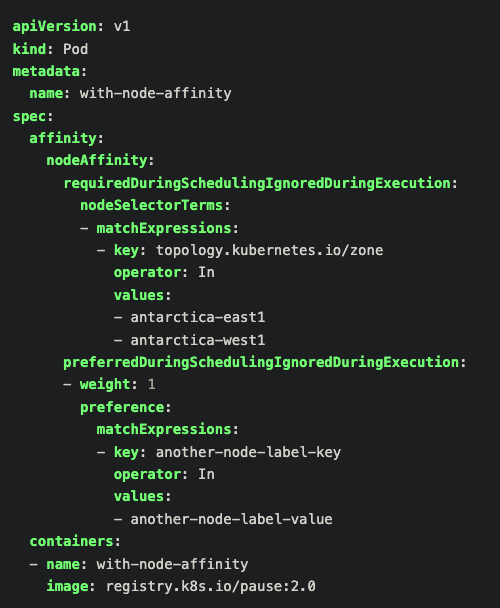 apiVersion: v1
kind: Pod
metadata:
  name: with-node-affinity
spec:
  affinity:
    nodeAffinity:
      requiredDuringSchedulingIgnoredDuringExecution:
        nodeSelectorTerms:
        - matchExpressions:
          - key: topology.kubernetes.io/zone
            operator: In
            values:
            - antarctica-east1
            - antarctica-west1
      preferredDuringSchedulingIgnoredDuringExecution:
      - weight: 1
        preference:
          matchExpressions:
          - key: another-node-label-key
            operator: In
            values:
            - another-node-label-value
  containers:
  - name: with-node-affinity
    image: registry.k8s.io/pause:2.0